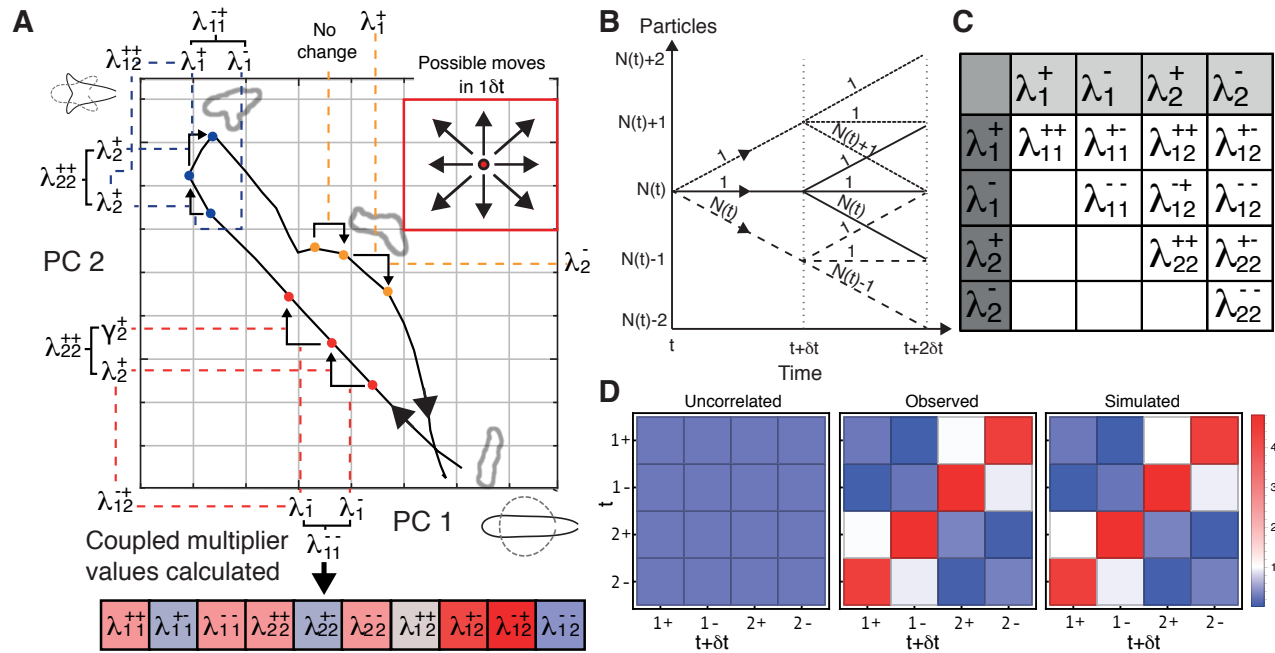 A
λ₁₁⁻⁺
λ₁₂⁺⁺ λ₁⁺ λ₁⁻
No
change
λ₁⁺
Possible moves
in 1δt
λ₂₂⁺⁺
λ₂⁺
λ₂⁺
PC 2
λ₂⁻
λ₂₂⁺⁺
γ₂⁺
λ₂⁺
λ₁₂⁻⁺
λ₁⁻ λ₁⁻
PC 1
λ₁₁⁻⁻
Coupled multiplier
values calculated
λ₁₁⁺⁺ λ₁₁⁺⁻ λ₁₁⁻⁻ λ₂₂⁺⁺ λ₂₂⁺⁻ λ₂₂⁻⁻ λ₁₂⁺⁺ λ₁₂⁺⁻ λ₁₂⁻⁺ λ₁₂⁻⁻
B
Particles
N(t)+2
N(t)+1
N(t)
N(t)-1
N(t)-2
1
1
N(t)
1
1
N(t)+1
1
1
N(t)
1
1
N(t)-1
t t+δt t+2δt
Time
C
λ₁⁺ λ₁⁻ λ₂⁺ λ₂⁻
λ₁⁺ λ₁₁⁺⁺ λ₁₁⁺⁻ λ₁₂⁺⁺ λ₁₂⁺⁻
λ₁⁻ λ₁₁⁻⁻ λ₁₂⁻⁺ λ₁₂⁻⁻
λ₂⁺ λ₂₂⁺⁺ λ₂₂⁺⁻
λ₂⁻ λ₂₂⁻⁻
D
Uncorrelated
Observed
Simulated
1+
1-
2+
2-
t
1+ 1- 2+ 2-
t+δt
1+ 1- 2+ 2-
t+δt
1+ 1- 2+ 2-
t+δt
4
3
2
1